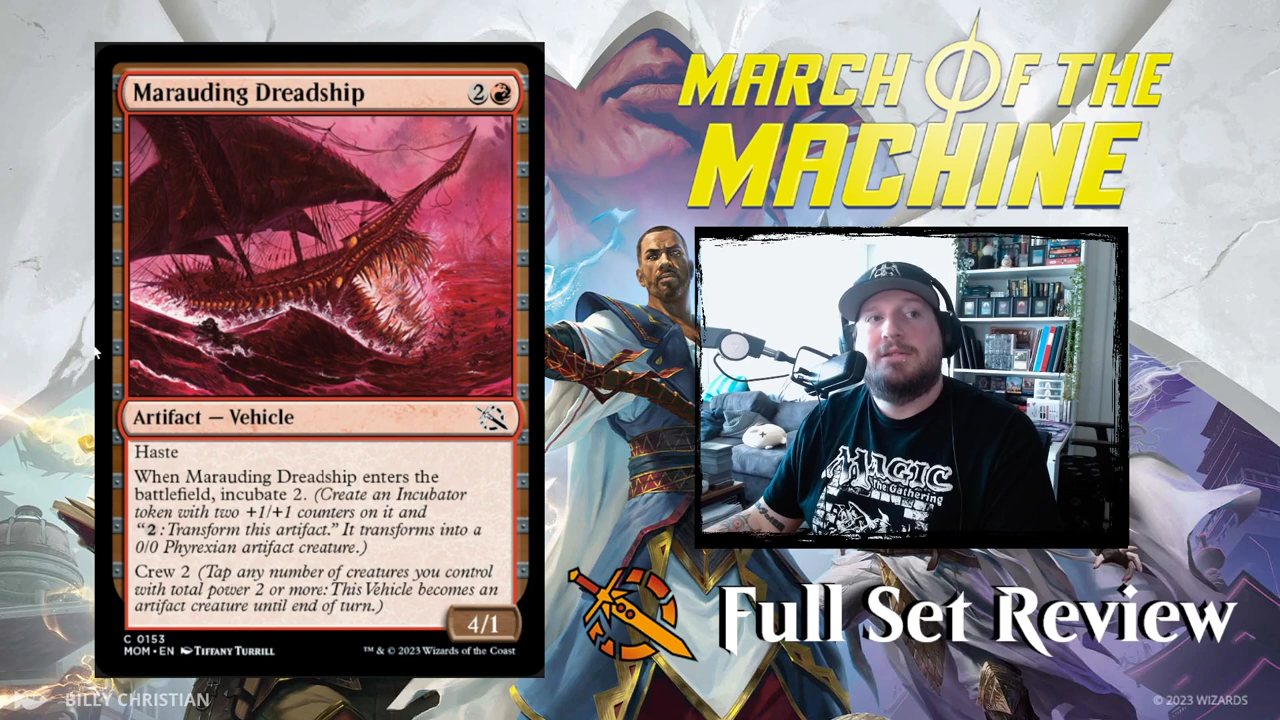 Marauding Dreadship 2
Artifact — Vehicle
Haste
When Marauding Dreadship enters the
battlefield, incubate 2. (Create an Incubator
token with two +1/+1 counters on it and
“2:Transform this artifact.” It transforms into a
0/0 Phyrexian artifact creature.)
Crew 2 (Tap any number of creatures you control
with total power 2 or more: This Vehicle becomes an
artifact creature until end of turn.)
4/1
C 0153
MOM • EN TIFFANY TURRILL
™ & © 2023 Wizards of the Coast
BILLY CHRISTIAN
MARCH OF THE
MACHINE
MAGIC
The Gathering
Full Set Review
© 2023 WIZARDS